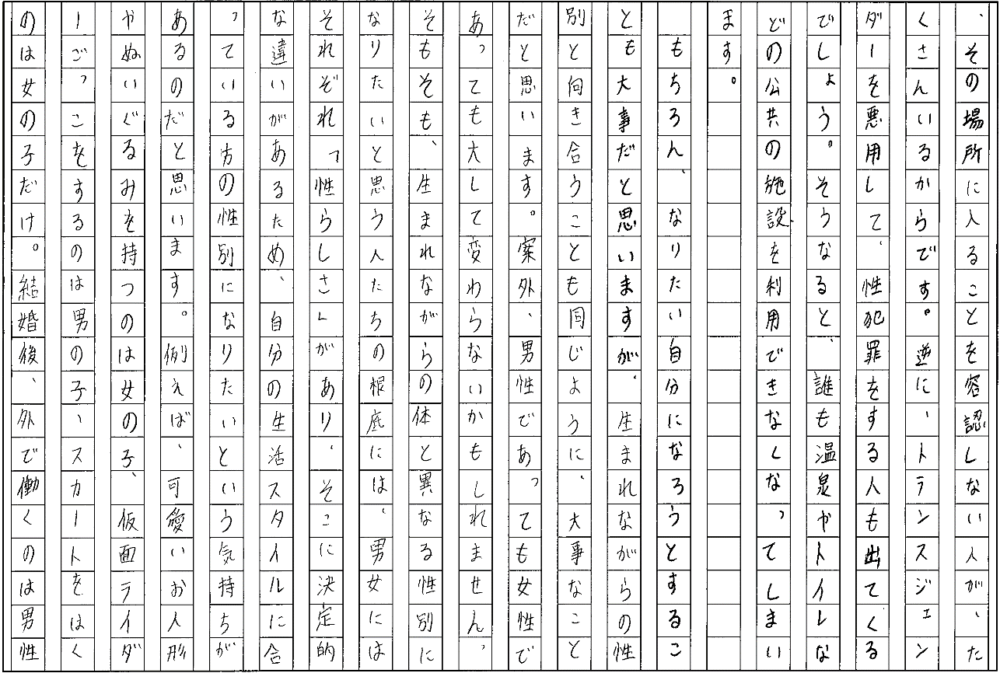 、その場所に入ることを容認しない人が、た
くさんいるからです。逆に、トランスジェン
ダーを悪用して、性犯罪をする人も出てくる
でしょう。そうなると、誰も温泉やトイレな
どの公共の施設を利用できなくなってしまい
ます。
もちろん、なりたい自分になろうとするこ
とも大事だと思いますが、生まれながらの性
別と向き合うことも同じように、大事なこと
だと思います。案外、男性であっても女性で
あっても大して変わらないかもしれません。
そもそも、生まれながらの体と異なる性別に
なりたいと思う人たちの根底には、男女には
それぞれ「性らしさ」があり、そこに決定的
な違いがあるため、自分の生活スタイルに合
っている方の性別になりたいという気持ちが
あるのだと思います。例えば、可愛いお人形
やぬいぐるみを持つのは女の子、仮面ライダ
ーごっこをするのは男の子、スカートをはく
のは女の子だけ。結婚後、外で働くのは男性